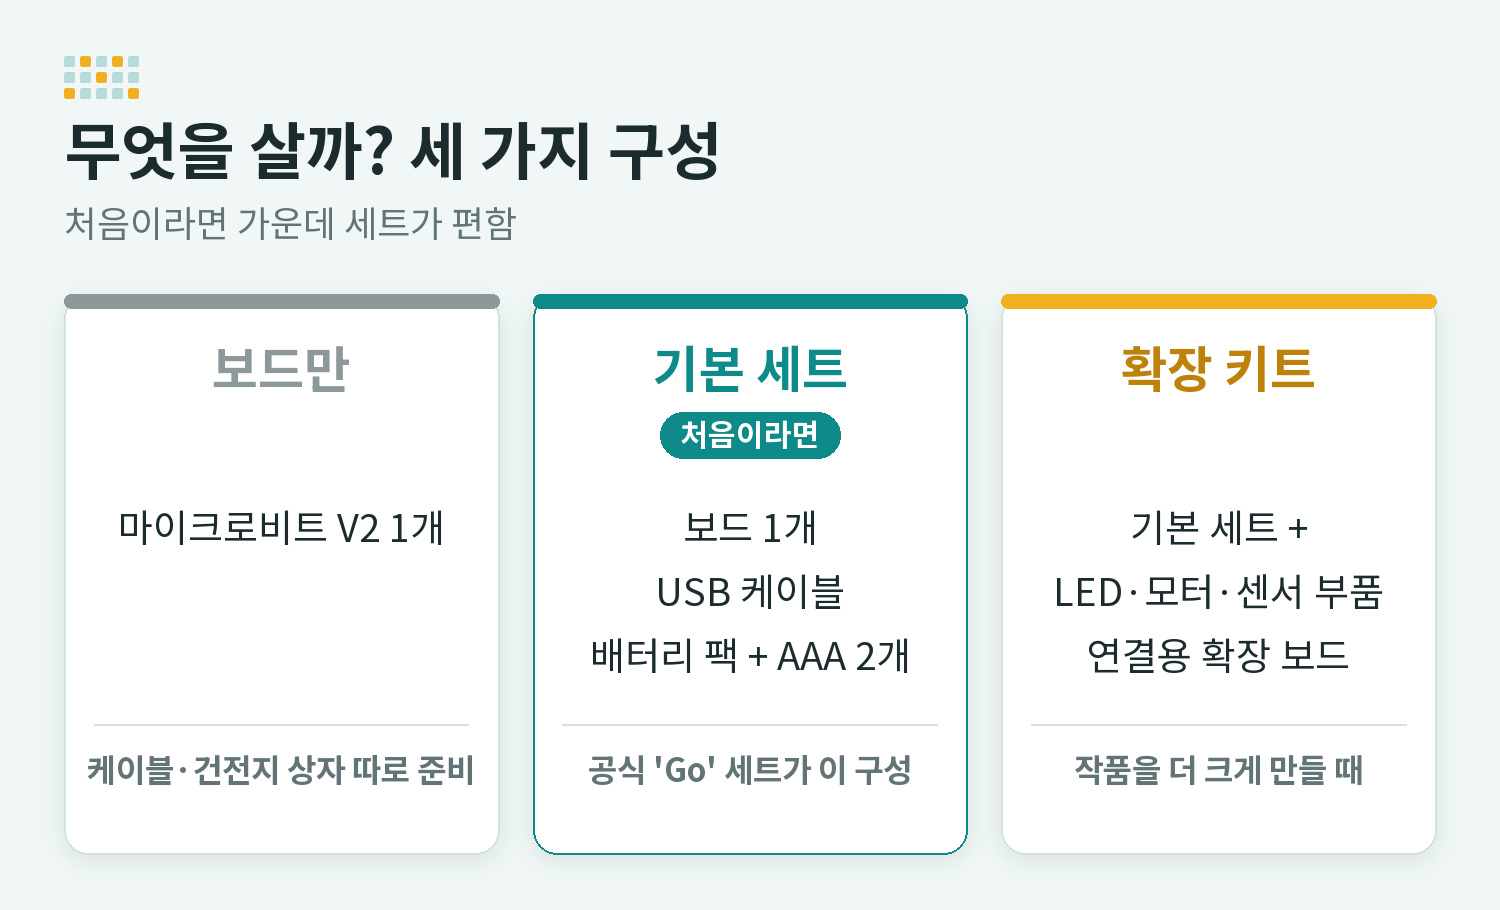 무엇을 살까? 세 가지 구성
처음이라면 가운데 세트가 편함
보드만
마이크로비트 V2 1개
케이블·건전지 상자 따로 준비
기본 세트
처음이라면
보드 1개
USB 케이블
배터리 팩 + AAA 2개
공식 'Go' 세트가 이 구성
확장 키트
기본 세트 +
LED·모터·센서 부품
연결용 확장 보드
작품을 더 크게 만들 때